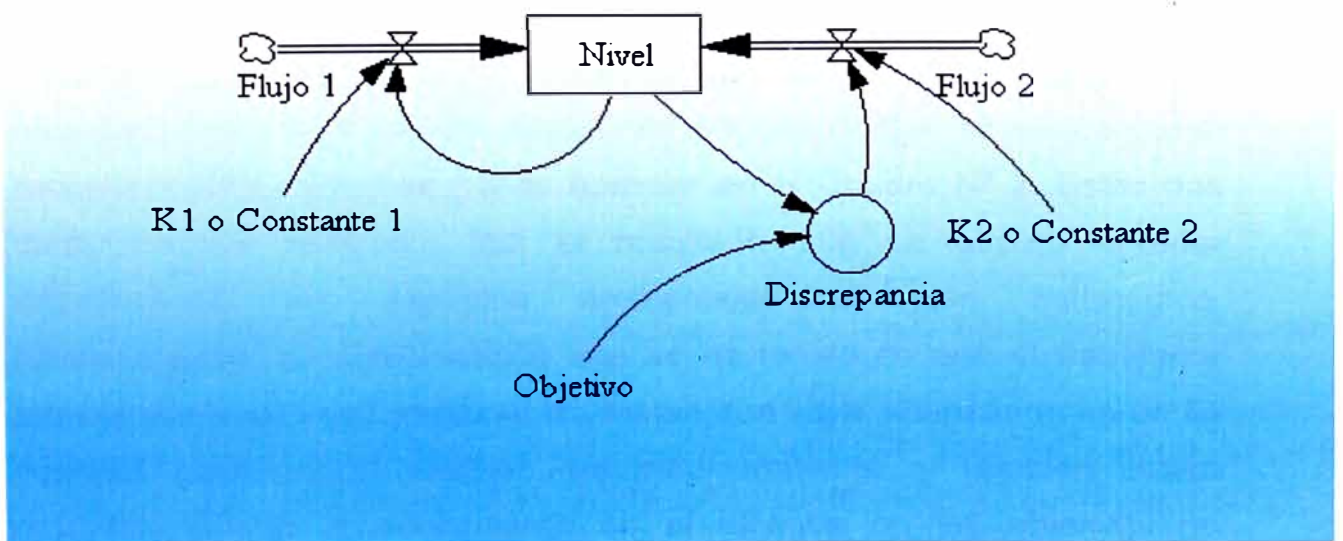 Nivel
Flujo 1
Flujo 2
K1 o Constante 1
K2 o Constante 2
Discrepancia
Objetivo